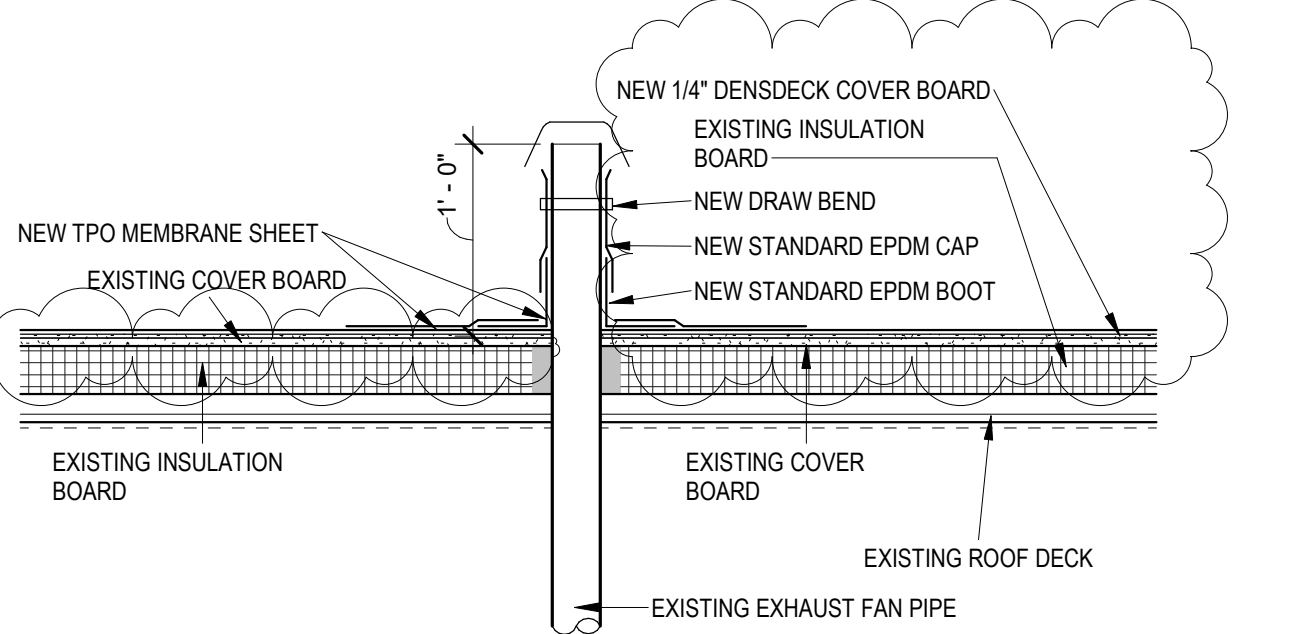 NEW 1/4" DENSDECK COVER BOARD
EXISTING INSULATION
BOARD
1' - 0"
NEW DRAW BEND
NEW TPO MEMBRANE SHEET
NEW STANDARD EPDM CAP
EXISTING COVER BOARD
NEW STANDARD EPDM BOOT
EXISTING INSULATION
BOARD
EXISTING COVER
BOARD
EXISTING ROOF DECK
EXISTING EXHAUST FAN PIPE